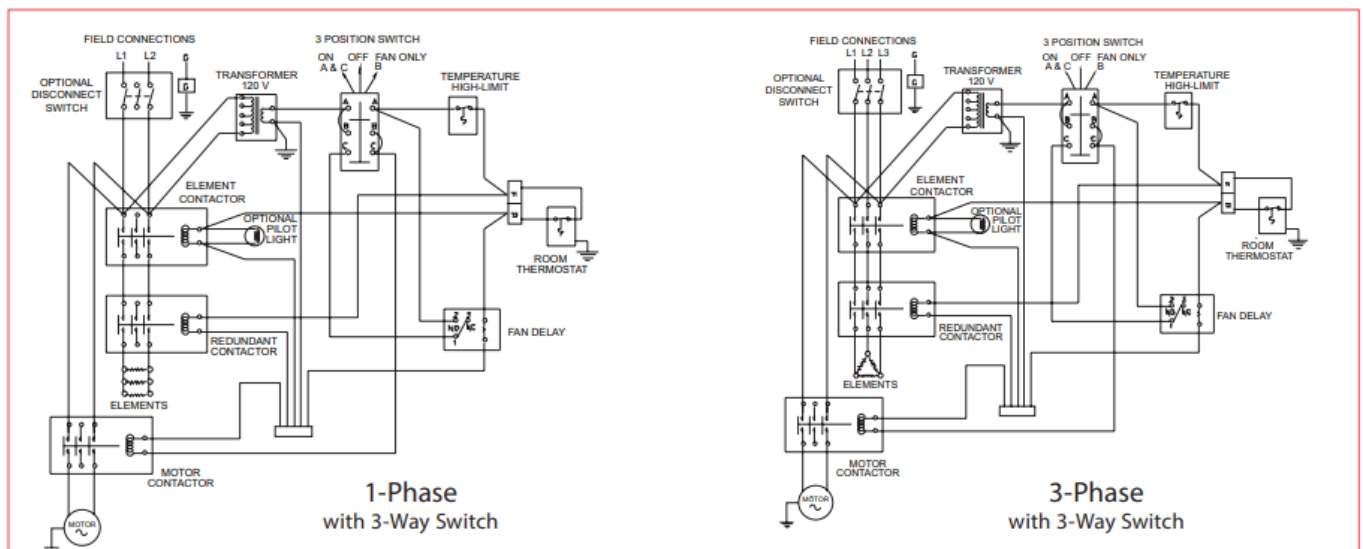 FIELD CONNECTIONS
L1 L2
G
G
3 POSITION SWITCH
ON OFF FAN ONLY
A & C B
OPTIONAL
DISCONNECT
SWITCH
TRANSFORMER
120 V
TEMPERATURE
HIGH-LIMIT
A A
B B
C C
ELEMENT
CONTACTOR
OPTIONAL
PILOT
LIGHT
ROOM
THERMOSTAT
FAN DELAY
REDUNDANT
CONTACTOR
ELEMENTS
MOTOR
CONTACTOR
MOTOR
1-Phase
with 3-Way Switch
FIELD CONNECTIONS
L1 L2 L3
G
G
3 POSITION SWITCH
ON OFF FAN ONLY
A & C B
OPTIONAL
DISCONNECT
SWITCH
TRANSFORMER
120 V
TEMPERATURE
HIGH-LIMIT
A A
B B
C C
ELEMENT
CONTACTOR
OPTIONAL
PILOT
LIGHT
ROOM
THERMOSTAT
FAN DELAY
REDUNDANT
CONTACTOR
ELEMENTS
MOTOR
CONTACTOR
MOTOR
3-Phase
with 3-Way Switch